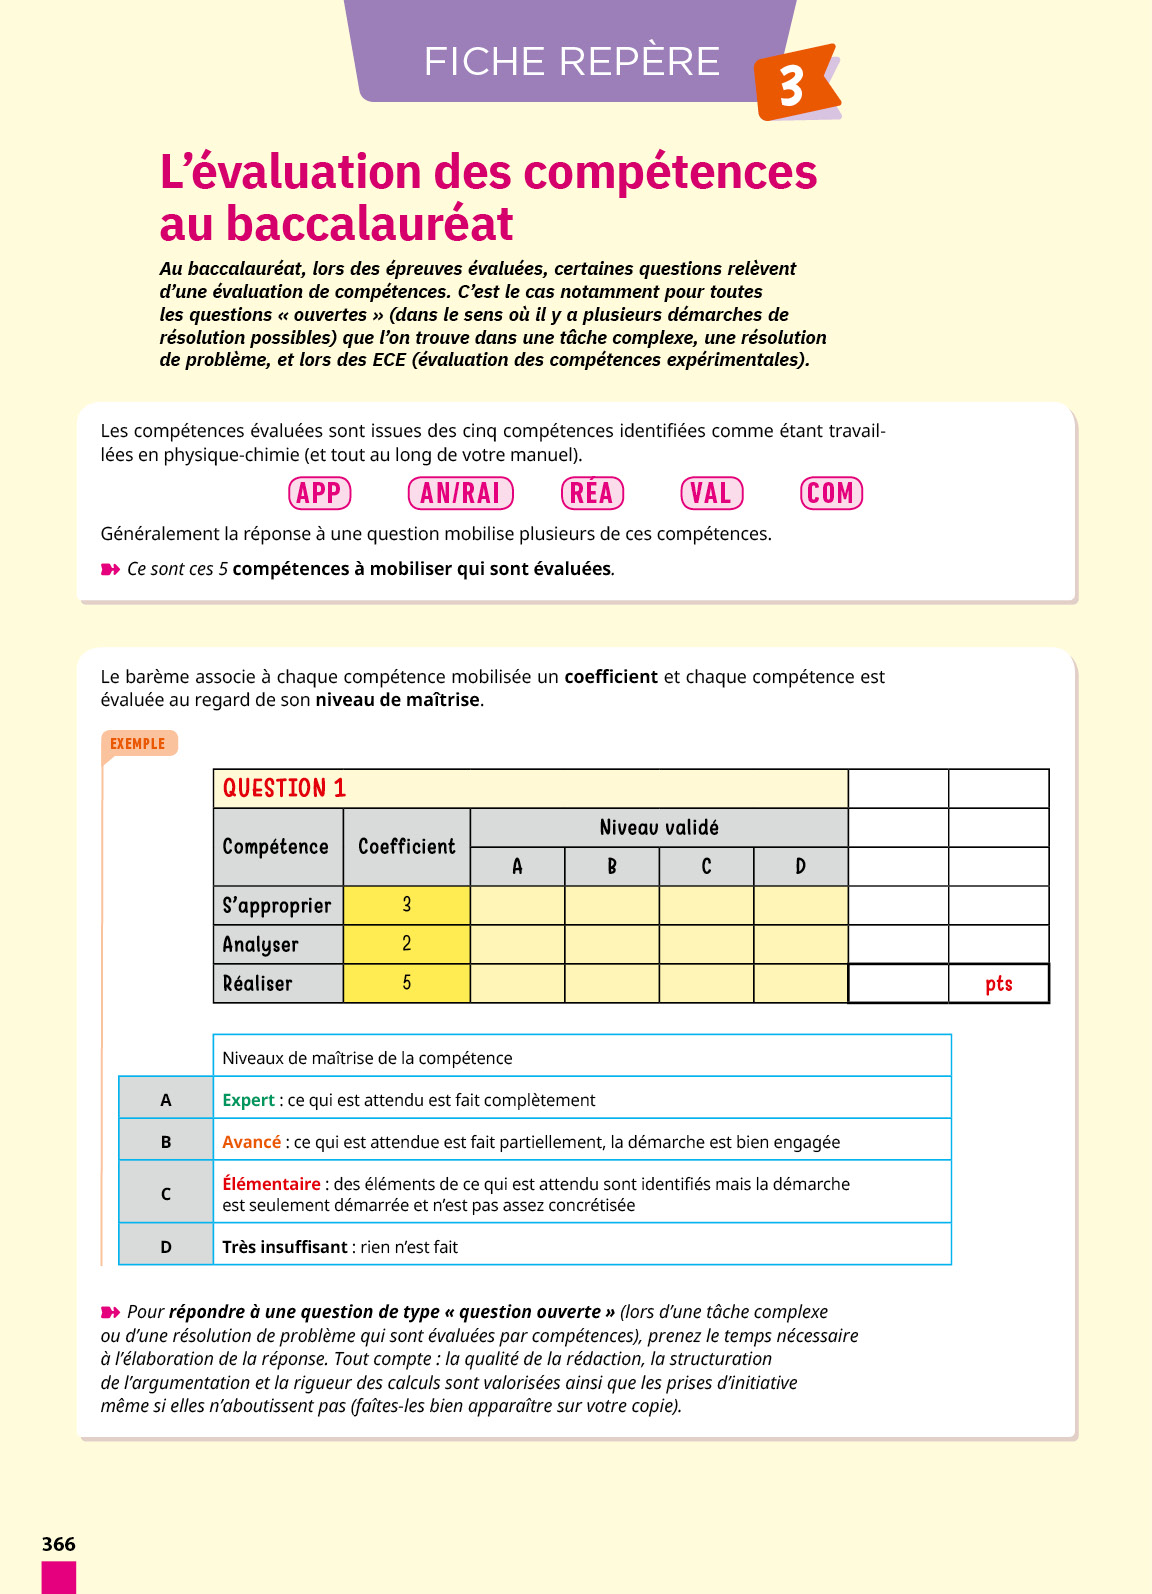 FICHE REPÈRE
3
L’évaluation des compétences
au baccalauréat
Au baccalauréat, lors des épreuves évaluées, certaines questions relèvent
d’une évaluation de compétences. C’est le cas notamment pour toutes
les questions « ouvertes » (dans le sens où il y a plusieurs démarches de
résolution possibles) que l’on trouve dans une tâche complexe, une résolution
de problème, et lors des ECE (évaluation des compétences expérimentales).
Les compétences évaluées sont issues des cinq compétences identifiées comme étant travail-
lées en physique-chimie (et tout au long de votre manuel).
APP AN/RAI RÉA VAL COM
Généralement la réponse à une question mobilise plusieurs de ces compétences.
Ce sont ces 5 compétences à mobiliser qui sont évaluées.
Le barème associe à chaque compétence mobilisée un coefficient et chaque compétence est
évaluée au regard de son niveau de maîtrise.
EXEMPLE
QUESTION 1
Compétence Coefficient Niveau validé
A B C D
S’approprier 3
Analyser 2
Réaliser 5 pts
Niveaux de maîtrise de la compétence
A Expert : ce qui est attendu est fait complètement
B Avancé : ce qui est attendue est fait partiellement, la démarche est bien engagée
C Élémentaire : des éléments de ce qui est attendu sont identifiés mais la démarche
est seulement démarrée et n’est pas assez concrétisée
D Très insuffisant : rien n’est fait
Pour répondre à une question de type « question ouverte » (lors d’une tâche complexe
ou d’une résolution de problème qui sont évaluées par compétences), prenez le temps nécessaire
à l’élaboration de la réponse. Tout compte : la qualité de la rédaction, la structuration
de l’argumentation et la rigueur des calculs sont valorisées ainsi que les prises d’initiative
même si elles n’aboutissent pas (faîtes-les bien apparaître sur votre copie).
366